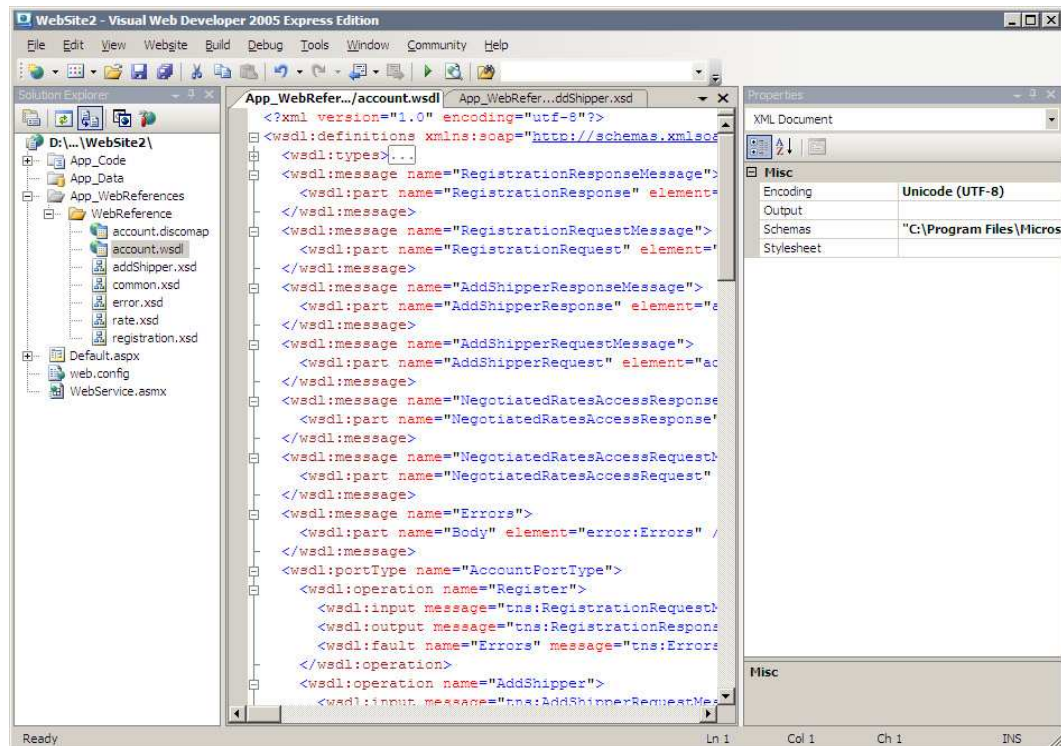 WebSite2 - Visual Web Developer 2005 Express Edition
File Edit View Website Build Debug Tools Window Community Help
Solution Explorer
D:\...\WebSite2\
App_Code
App_Data
App_WebReferences
WebReference
account.discomap
account.wsdl
addShipper.xsd
common.xsd
error.xsd
rate.xsd
registration.xsd
Default.aspx
web.config
WebService.asmx
App_WebRefer.../account.wsdl App_WebRefer...ddShipper.xsd
<?xml version="1.0" encoding="utf-8"?>
<wsdl:definitions xmlns:soap="http://schemas.xmlsoa
<wsdl:types>...
<wsdl:message name="RegistrationResponseMessage">
<wsdl:part name="RegistrationResponse" element=
</wsdl:message>
<wsdl:message name="RegistrationRequestMessage">
<wsdl:part name="RegistrationRequest" element="
</wsdl:message>
<wsdl:message name="AddShipperResponseMessage">
<wsdl:part name="AddShipperResponse" element="a
</wsdl:message>
<wsdl:message name="AddShipperRequestMessage">
<wsdl:part name="AddShipperRequest" element="ac
</wsdl:message>
<wsdl:message name="NegotiatedRatesAccessResponse
<wsdl:part name="NegotiatedRatesAccessResponse"
</wsdl:message>
<wsdl:message name="NegotiatedRatesAccessRequestM
<wsdl:part name="NegotiatedRatesAccessRequest"
</wsdl:message>
<wsdl:message name="Errors">
<wsdl:part name="Body" element="error:Errors" /
</wsdl:message>
<wsdl:portType name="AccountPortType">
<wsdl:operation name="Register">
<wsdl:input message="tns:RegistrationRequestM
<wsdl:output message="tns:RegistrationRespons
<wsdl:fault name="Errors" message="tns:Errors
</wsdl:operation>
<wsdl:operation name="AddShipper">
<wsdl:input message="tns:AddShipperRequestMes
Properties
XML Document
Misc
Encoding Unicode (UTF-8)
Output
Schemas "C:\Program Files\Micros
Stylesheet
Misc
Ready Ln 1 Col 1 Ch 1 INS